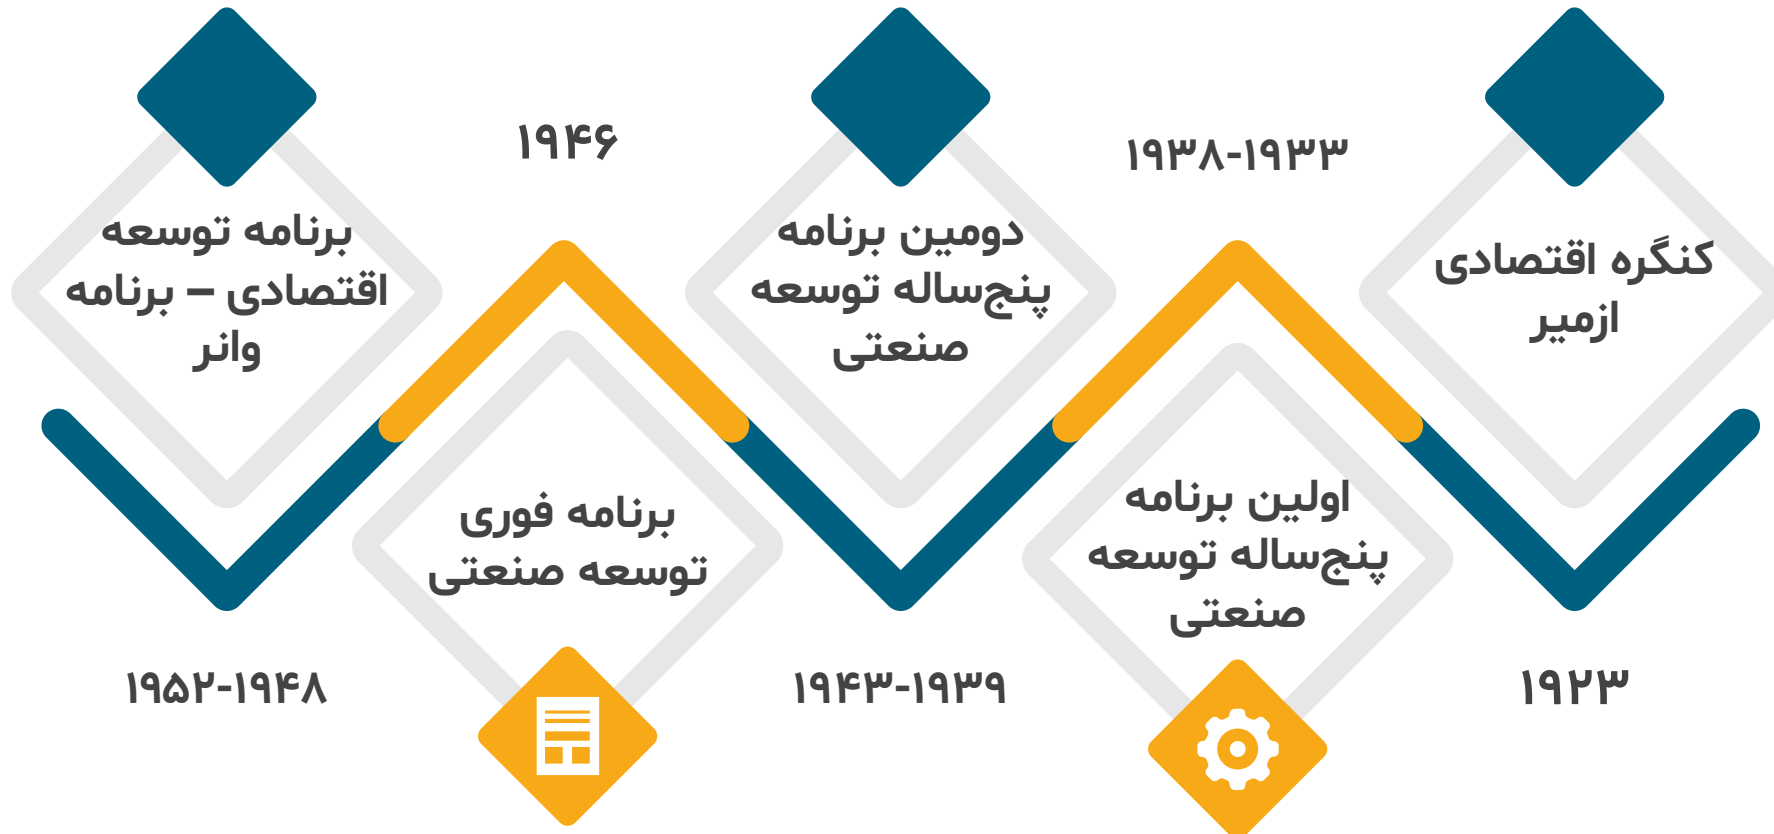 کنگره اقتصادی
ازمیر
۱۹۲۳
۱۹۳۸-۱۹۳۳
اولین برنامه
پنج‌ساله توسعه
صنعتی
دومین برنامه
پنج‌ساله توسعه
صنعتی
۱۹۴۳-۱۹۳۹
۱۹۴۶
برنامه فوری
توسعه صنعتی
برنامه توسعه
اقتصادی – برنامه
وانر
۱۹۵۲-۱۹۴۸